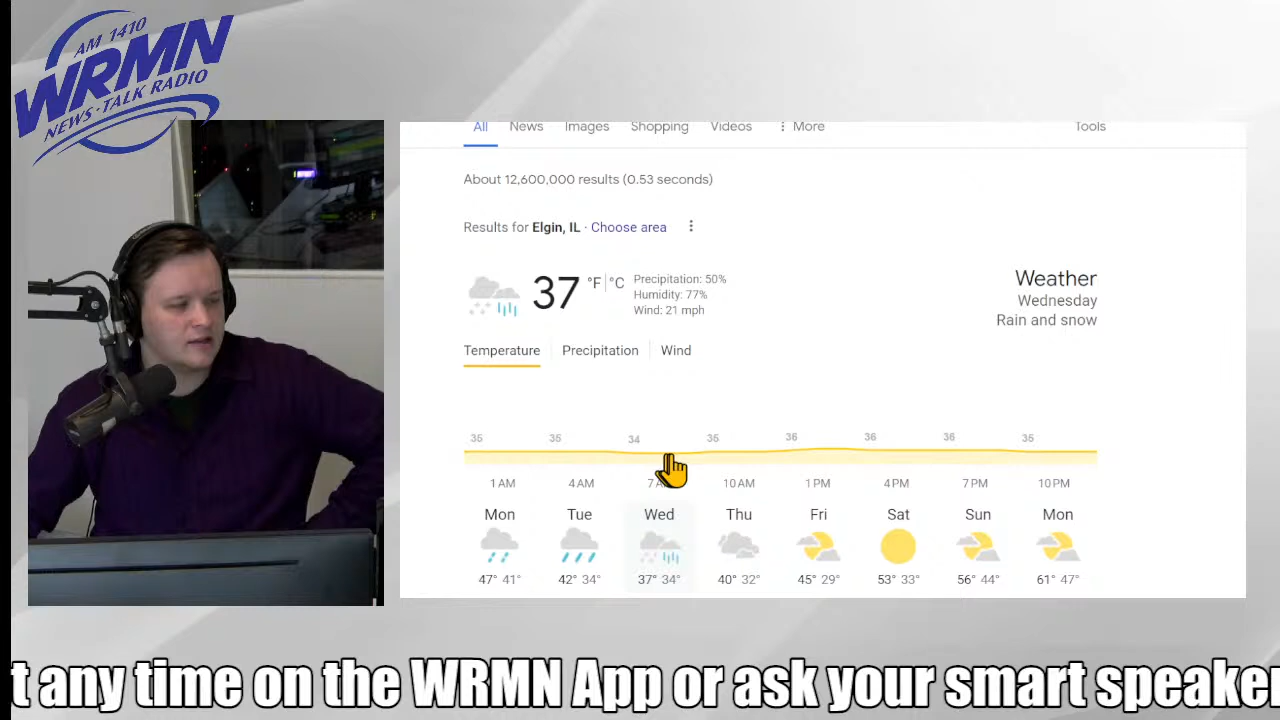 AM 1410
WRMN
NEWS·TALK RADIO
All News Images Shopping Videos More Tools
About 12,600,000 results (0.53 seconds)
Results for Elgin, IL · Choose area
37 °F | °C
Precipitation: 50%
Humidity: 77%
Wind: 21 mph
Weather
Wednesday
Rain and snow
Temperature Precipitation Wind
35 35 34 35 36 36 36 35
1 AM 4 AM 7 10 AM 1 PM 4 PM 7 PM 10 PM
Mon Tue Wed Thu Fri Sat Sun Mon
47° 41° 42° 34° 37° 34° 40° 32° 45° 29° 53° 33° 56° 44° 61° 47°
t any time on the WRMN App or ask your smart speaker